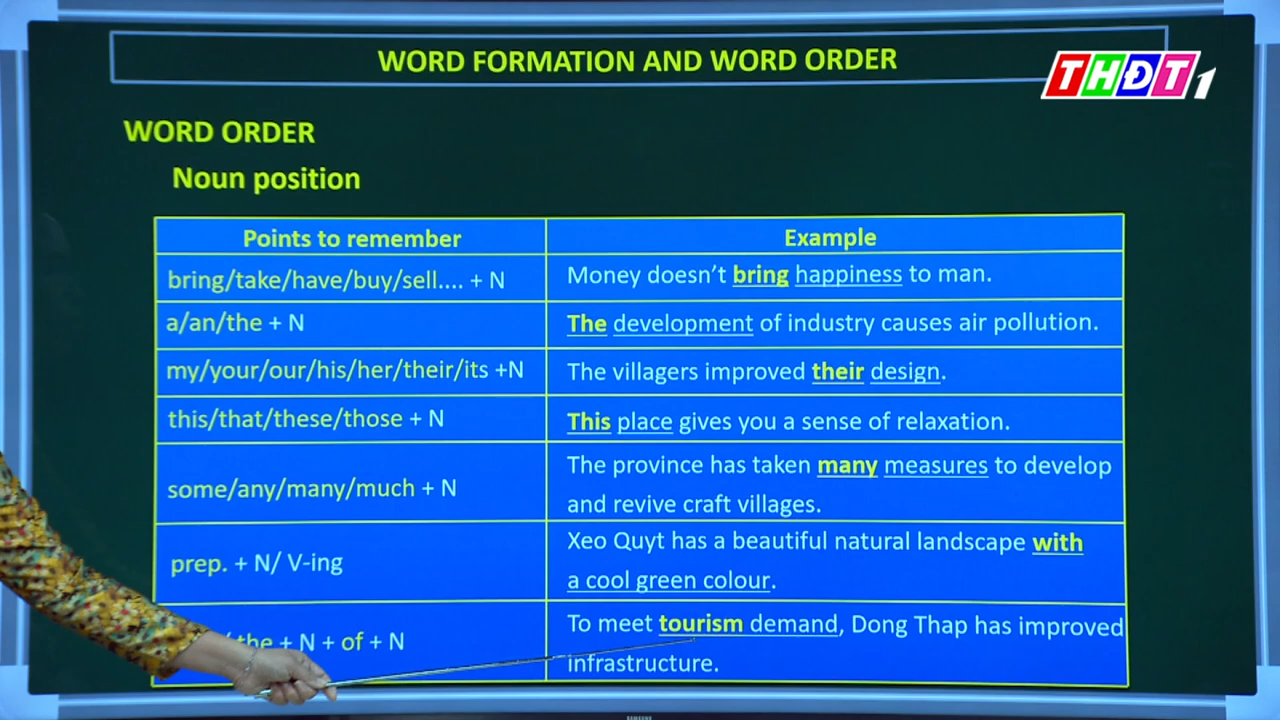 WORD FORMATION AND WORD ORDER
THĐT1
WORD ORDER
Noun position
Points to remember
Example
bring/take/have/buy/sell.... + N
Money doesn't bring happiness to man.
a/an/the + N
The development of industry causes air pollution.
my/your/our/his/her/their/its +N
The villagers improved their design.
this/that/these/those + N
This place gives you a sense of relaxation.
some/any/many/much + N
The province has taken many measures to develop
and revive craft villages.
prep. + N/ V-ing
Xeo Quyt has a beautiful natural landscape with
a cool green colour.
the + N + of + N
To meet tourism demand, Dong Thap has improved
infrastructure.